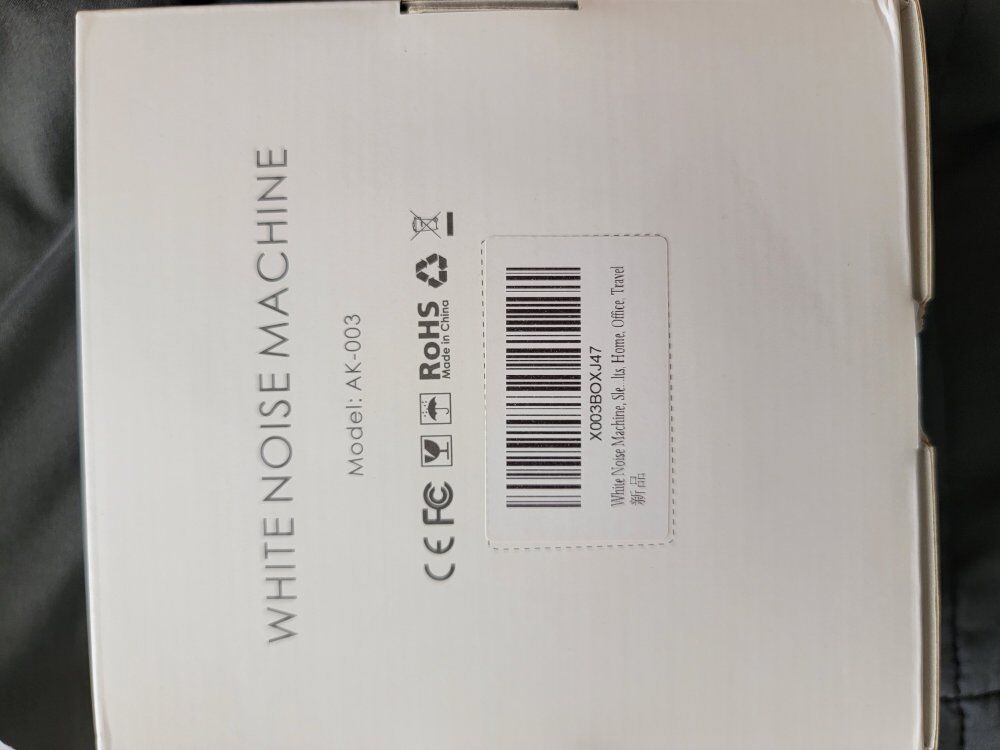 WHITE NOISE MACHINE
Model: AK-003
CE FC RoHS
Made in China
X003BOXJ47
White Noise Machine, Sle...lts, Home, Office, Travel
新品